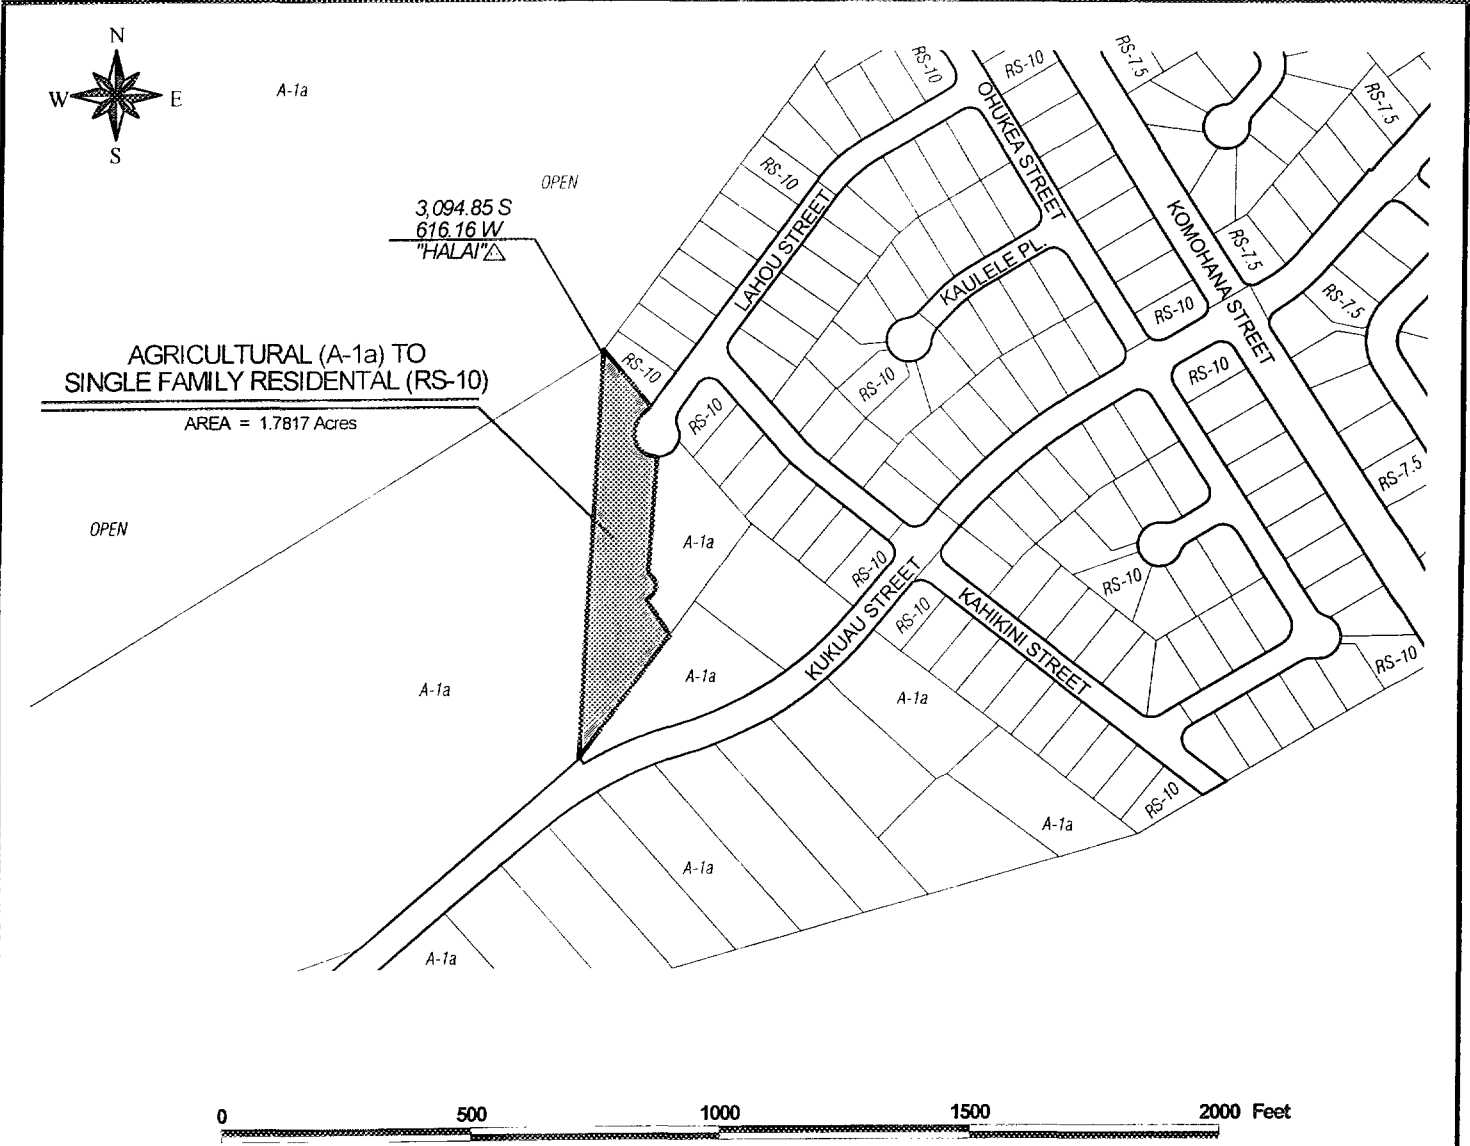 N
W E
S
A-1a
OPEN
3,094.85 S
616.16 W
"HALAI"
AGRICULTURAL (A-1a) TO
SINGLE FAMILY RESIDENTAL (RS-10)
AREA = 1.7817 Acres
OPEN
A-1a
RS-10
RS-10
RS-7.5
RS-7.5
RS-10
OHUKEA STREET
LAHOU STREET
KAULELE PL.
KOMOHANA STREET
RS-7.5
RS-7.5
RS-10
RS-10
RS-10
RS-10
RS-10
RS-7.5
A-1a
RS-10
RS-10
RS-10
KUKUAU STREET
KAHIKINI STREET
RS-10
A-1a
A-1a
RS-10
A-1a
A-1a
A-1a
0 500 1000 1500 2000 Feet